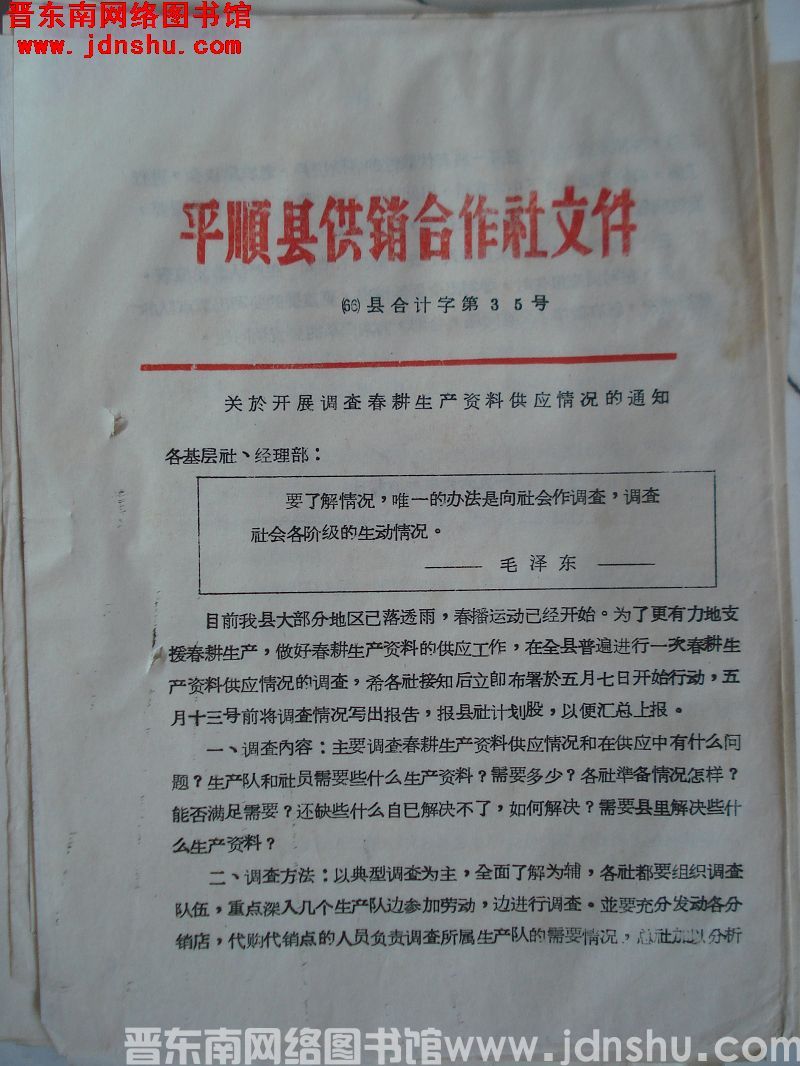 晋东南网络图书馆
www.jdnshu.com
平順县供销合作社文件
(66)县合计字第35号
关於开展调查春耕生产资料供应情况的通知
各基层社、经理部：
要了解情况，唯一的办法是向社会作调查，调查
社会各阶级的生动情况。
—— 毛泽东 ——
目前我县大部分地区已落透雨，春播运动已经开始。为了更有力地支
援春耕生产，做好春耕生产资料的供应工作，在全县普遍进行一次春耕生
产资料供应情况的调查，希各社接知后立即布署於五月七日开始行动，五
月十三号前将调查情况写出报告，报县社计划股，以便汇总上报。
一、调查内容：主要调查春耕生产资料供应情况和在供应中有什么问
题？生产队和社员需要些什么生产资料？需要多少？各社準备情况怎样？
能否满足需要？还缺些什么自已解决不了，如何解决？需要县里解决些什
么生产资料？
二、调查方法：以典型调查为主，全面了解为辅，各社都要组织调查
队伍，重点深入几个生产队边参加劳动，边进行调查。並要充分发动各分
销店，代购代销点的人员负责调查所属生产队的需要情况，总社加以分析
晋东南网络图书馆www.jdnshu.com